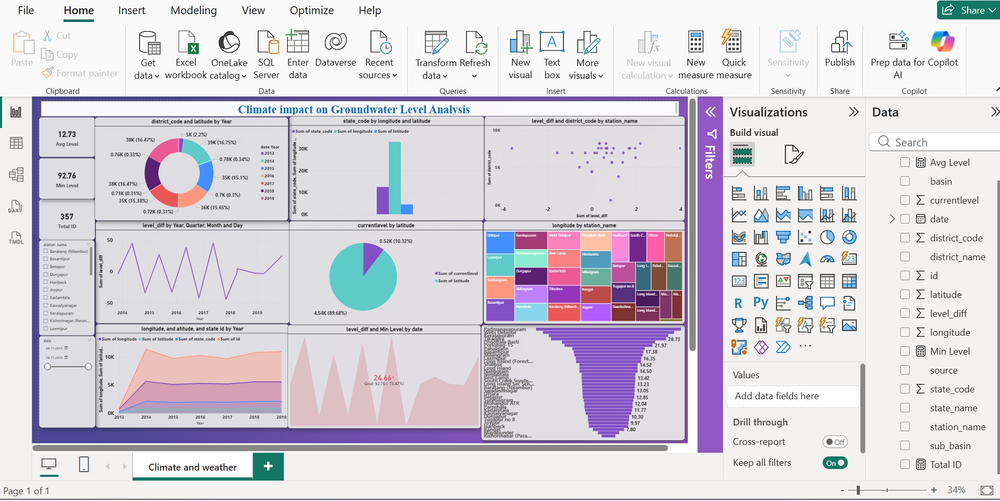 File Home Insert Modeling View Optimize Help
Share
Paste
Cut
Copy
Format painter
Clipboard
Get data
Excel workbook
OneLake catalog
SQL Server
Enter data
Dataverse
Recent sources
Data
Transform data
Refresh
Queries
New visual
Text box
More visuals
Insert
New visual calculation
New measure
Quick measure
Calculations
Sensitivity
Sensitivity
Publish
Share
Prep data for AI
Copilot
Copilot
DAX
TMDL
Climate impact on Groundwater Level Analysis
12.73
Avg Level
92.76
Min Level
357
Total ID
station_name
Baratang (Nilambur)
Basantipur
Betapur
Durgapur
Haribeck
Joypur
Kadamtala
Kausalyanagar
Keralapuram
Kishorinagar (Paran...
Laxmipur
date
04-11-2013
29-11-2019
district_code and latitude by Year
5K (2.2%)
39K (16.75%)
0.78K (0.34%)
35K (15.1%)
0.7K (0.3%)
36K (15.65%)
0.72K (0.31%)
35K (15.38%)
0.71K (0.31%)
38K (16.47%)
0.76K (0.33%)
38K (16.47%)
date Year
2013
2014
2015
2016
2017
2018
2019
state_code by longitude and latitude
Sum of state_code Sum of longitude Sum of latitude
Sum of state_code, Sum of longitude ...
30K
20K
10K
0K
level_diff and district_code by station_name
Sum of district_code
10K
5K
0K
-4 -2 0 2 4
Sum of level_diff
level_diff by Year, Quarter, Month and Day
Sum of level_diff
50
0
-50
2014 2015 2016 2017 2018 2019
Year
currentlevel by latitude
0.52K (10.32%)
4.54K (89.68%)
Sum of currentlevel
Sum of latitude
longitude by station_name
Shibpur
Laxmipur
Subhasgram
Basantipur
Keralapuram
Padmanavapuram
Durgapur
Nabagram
Parnshala
Webi Debipur
Rest Camp
Kadamtala
Tikadera
Baratang (Nilamb...
Phooltala Basti
Nimbutala
Milangram
Rangat
Joypur
Haribeck
South C...
Uttara
Porlobji...
Betapur
Tugapur no 8
Swadeshna...
Long I...
Pahal...
Kausal...
Long Island...
Long Island...
Mo...
Ma...
longitude, and atitude, and state id by Year
Sum of longitude Sum of latitude Sum of state_code Sum of id
Sum of longitude, Sum of latitud...
10K
5K
0K
2013 2014 2015 2016 2017 2018 2019
Year
level_diff and Min Level by date
24.66!
Goal: 92.76 (-73.42%)
Padmanavapuram
Webi Debipur
Keralapuram
Tikadera
Phooltala Basti
Porlobjig-15
Pahalgaon
Basantipur
Milangram
Laxmipur
Long Island (Forest...
Shibpur
Long Island
Nabagram
Nimbutala
Rest Camp
South Creek Sunde...
Long Island Sec Sch...
Baratang (Nilambur)
Swadeshnagar
Uttara
Betapur
Subhasgram
Mohanpur ATR
Parnshala
Kadamtala
Kausalyanagar
Durgapur
Tugapur no 8
Joypur
Haribeck
Rangat
Mayabunder
Kishorinagar (Para...
28.73
21.97
17.38
16.35
14.52
14.50
13.42
13.23
13.05
12.85
12.04
11.77
10.30
9.97
7.80
Filters
Visualizations
Build visual
123
123
R
Py
Values
Add data fields here
Drill through
Cross-report
Off
Keep all filters
On
Data
Search
Avg Level
basin
currentlevel
date
district_code
district_name
id
latitude
level_diff
longitude
Min Level
source
state_code
state_name
station_name
sub_basin
Total ID
Climate and weather
Page 1 of 1
34%